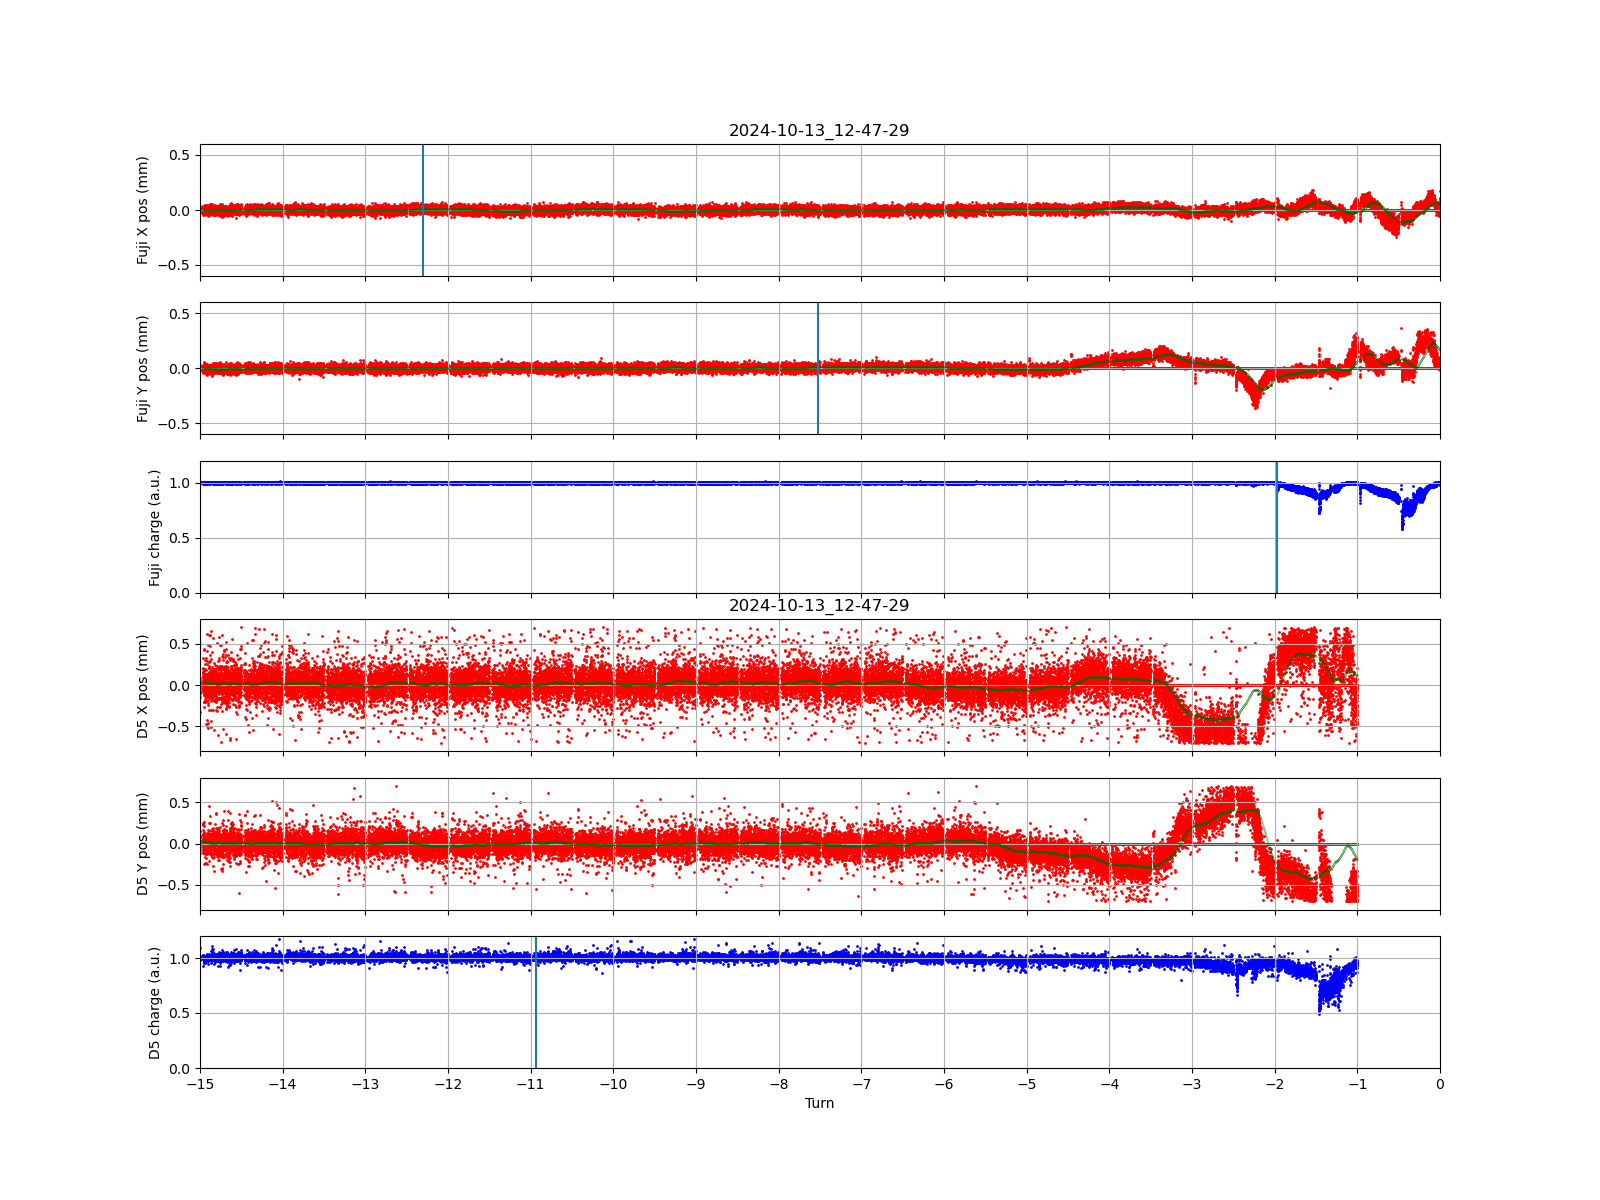 2024-10-13_12-47-29
0.5
0.0
−0.5
Fuji X pos (mm)
0.5
0.0
−0.5
Fuji Y pos (mm)
1.0
0.5
0.0
Fuji charge (a.u.)
2024-10-13_12-47-29
0.5
0.0
−0.5
D5 X pos (mm)
0.5
0.0
−0.5
D5 Y pos (mm)
1.0
0.5
0.0
D5 charge (a.u.)
−15 −14 −13 −12 −11 −10 −9 −8 −7 −6 −5 −4 −3 −2 −1 0
Turn